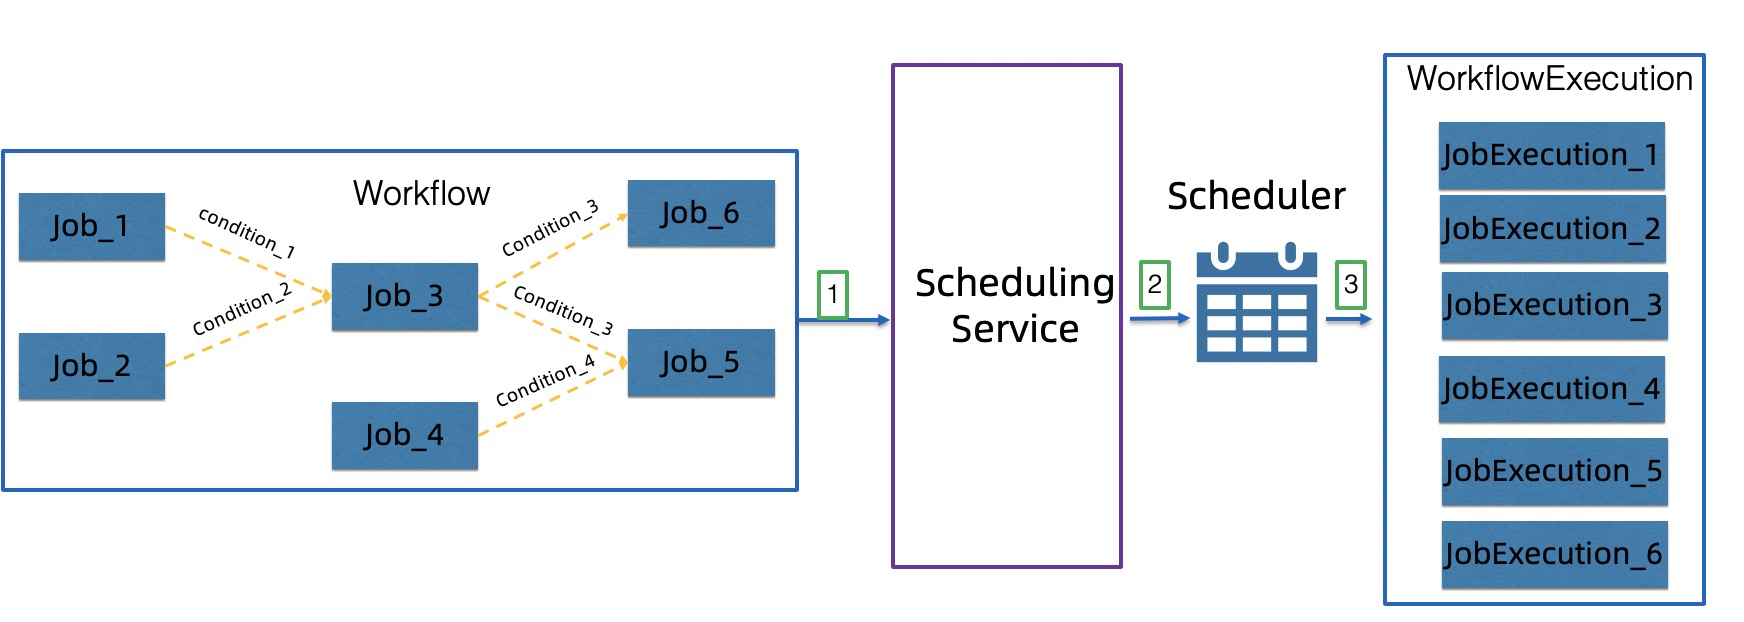 Workflow
Job_1
condition_1
Job_2
Condition_2
Job_3
Condition_3
Job_6
Condition_3
Job_5
Condition_4
Job_4
1
Scheduling
Service
2
Scheduler
3
WorkflowExecution
JobExecution_1
JobExecution_2
JobExecution_3
JobExecution_4
JobExecution_5
JobExecution_6